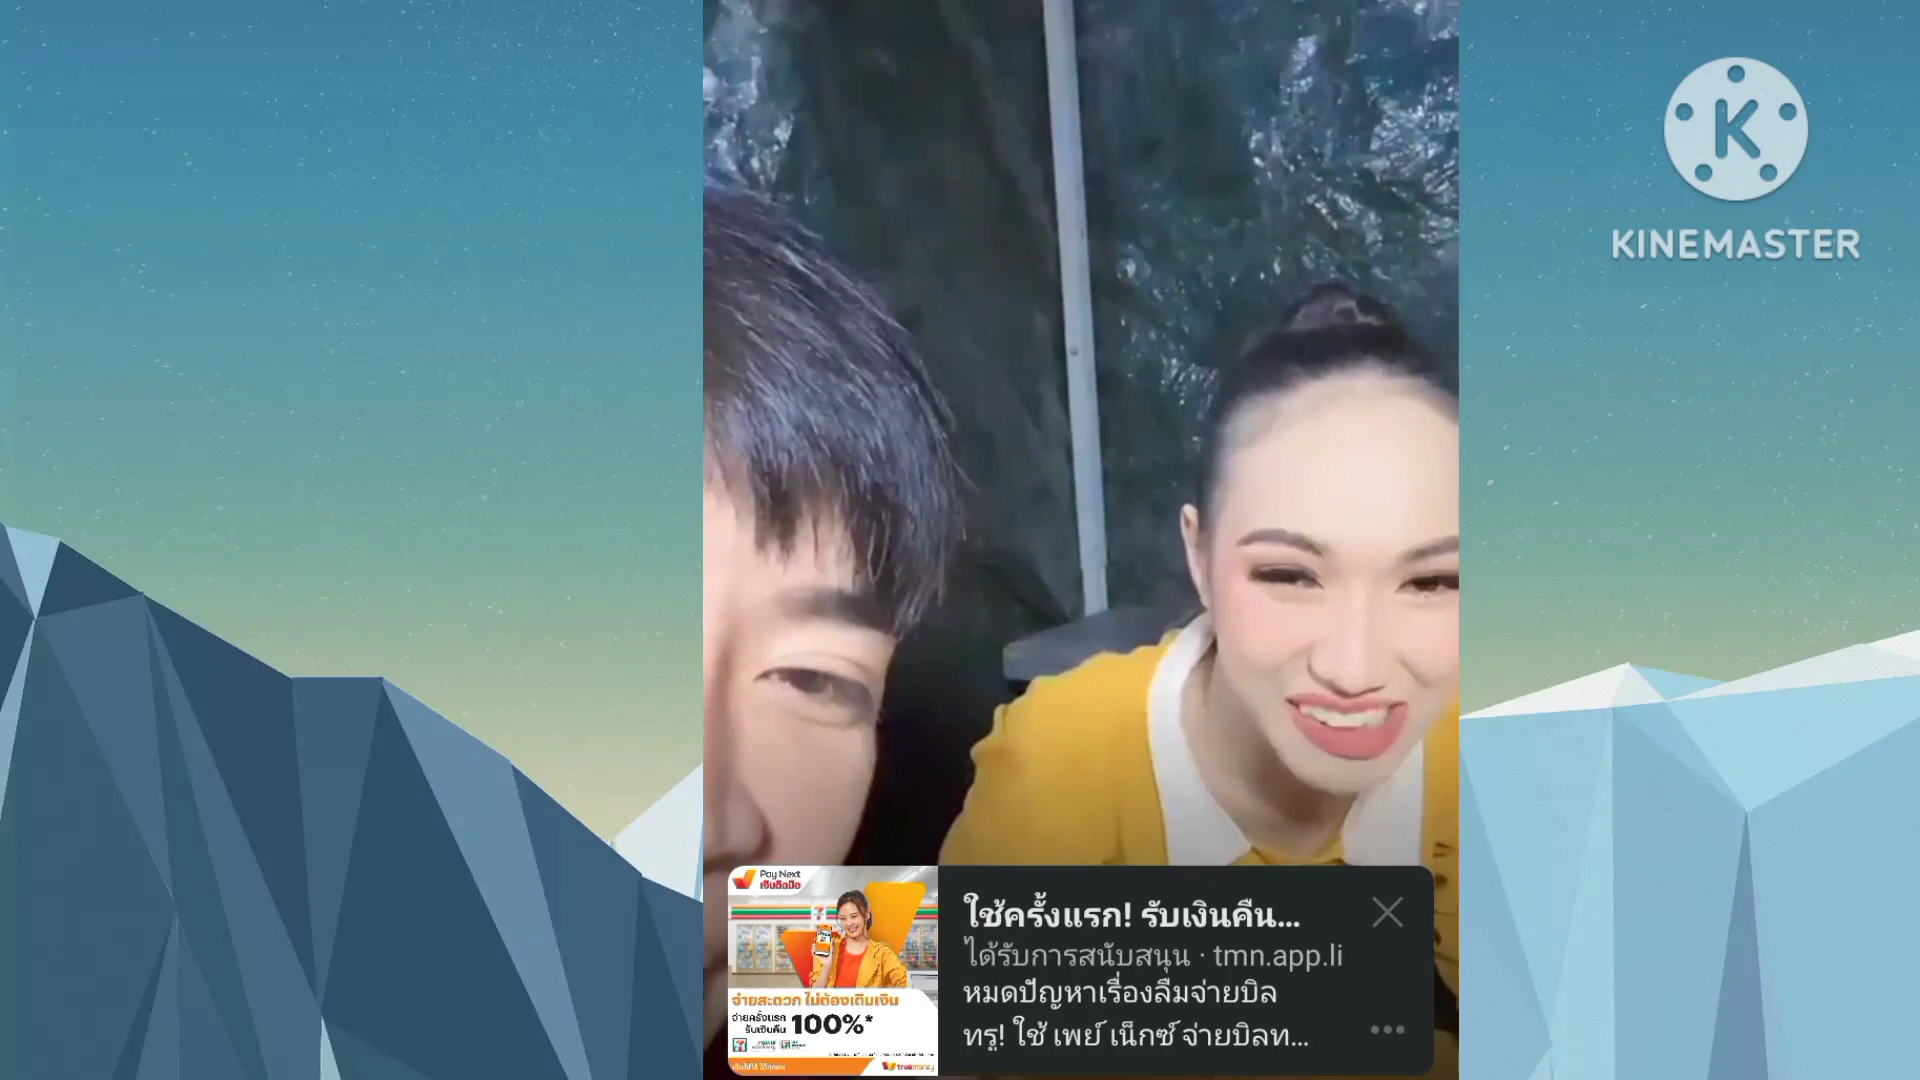 K
KINEMASTER
Pay Next
เงินติดมือ
จ่ายสะดวก ไม่ต้องเติมเงิน
จ่ายครั้งแรก
รับเงินคืน 100%*
truemoney
ใช้ครั้งแรก! รับเงินคืน...
ได้รับการสนับสนุน · tmn.app.li
หมดปัญหาเรื่องลืมจ่ายบิล
ทรู! ใช้ เพย์ เน็กซ์ จ่ายบิลท...